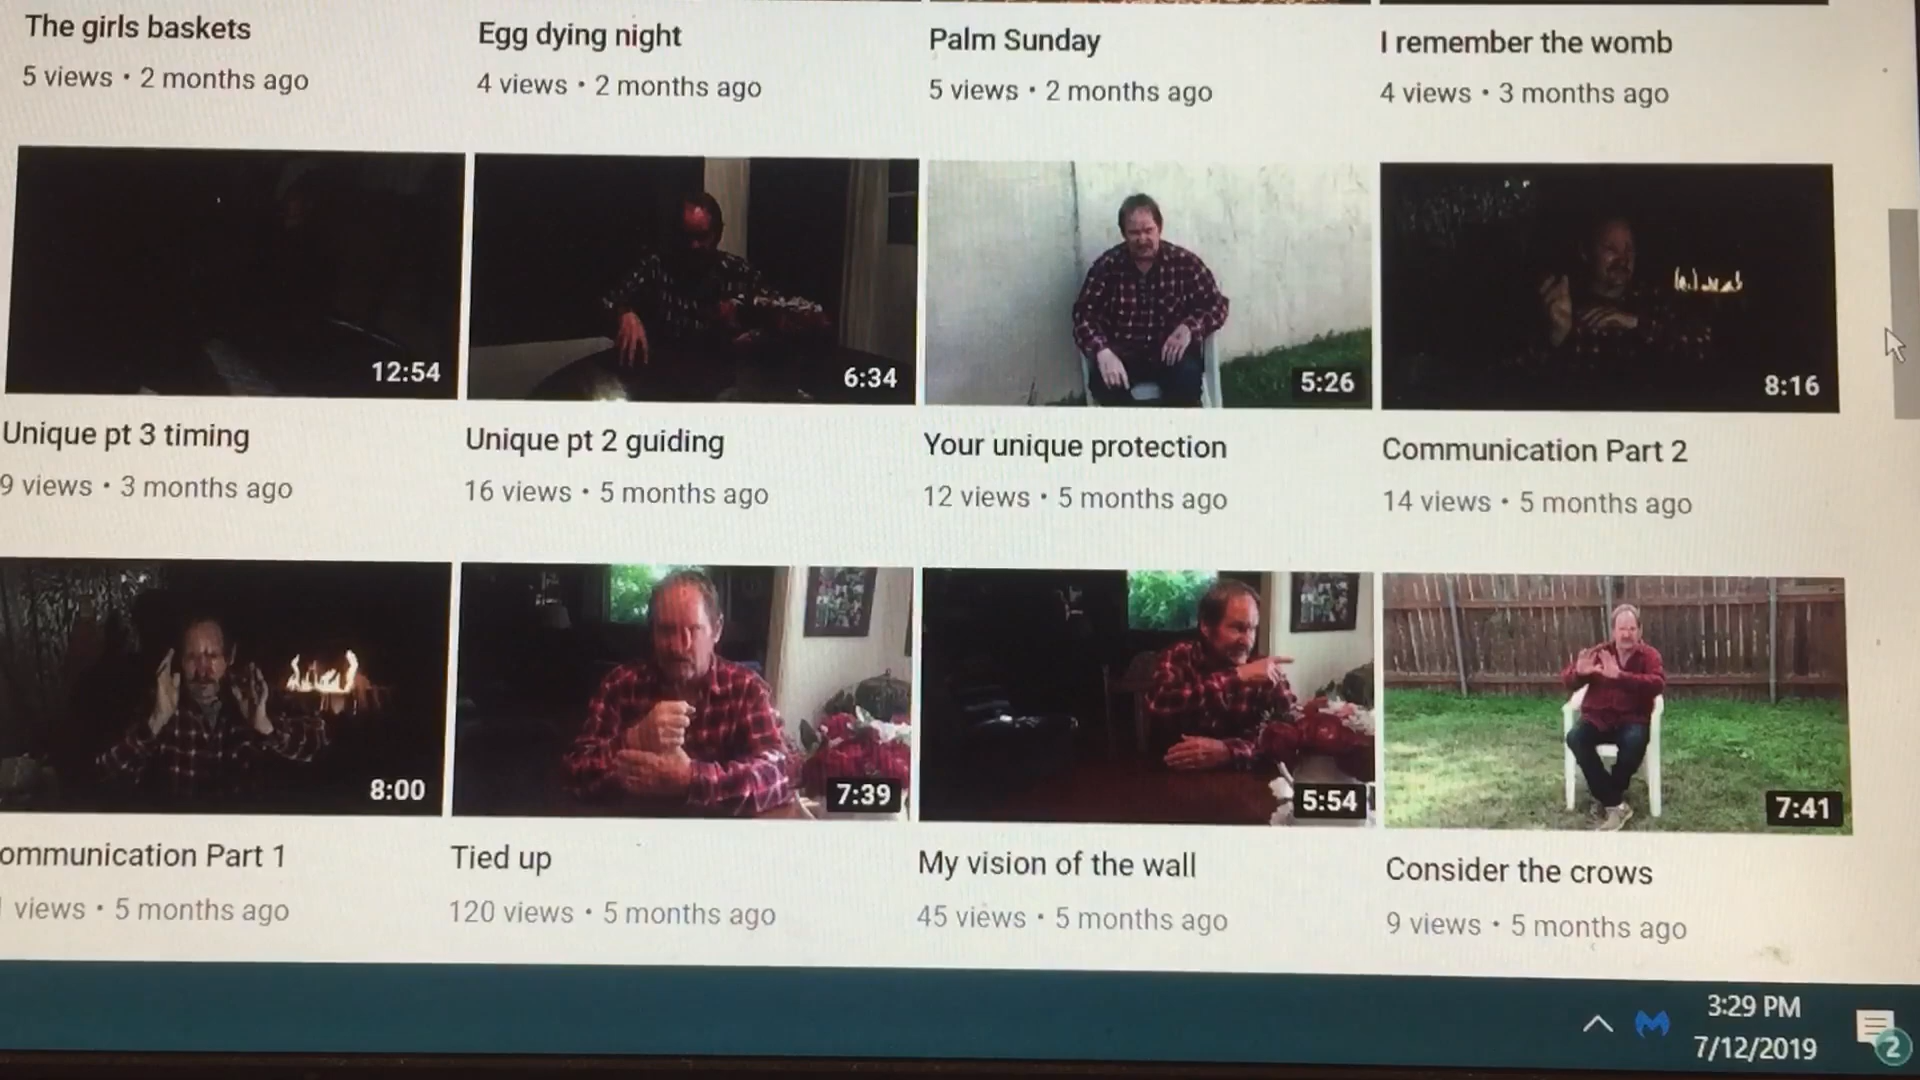 The girls baskets
5 views • 2 months ago
Egg dying night
4 views • 2 months ago
Palm Sunday
5 views • 2 months ago
I remember the womb
4 views • 3 months ago
12:54
6:34
5:26
8:16
Unique pt 3 timing
9 views • 3 months ago
Unique pt 2 guiding
16 views • 5 months ago
Your unique protection
12 views • 5 months ago
Communication Part 2
14 views • 5 months ago
8:00
7:39
5:54
7:41
ommunication Part 1
views • 5 months ago
Tied up
120 views • 5 months ago
My vision of the wall
45 views • 5 months ago
Consider the crows
9 views • 5 months ago
3:29 PM
7/12/2019
2